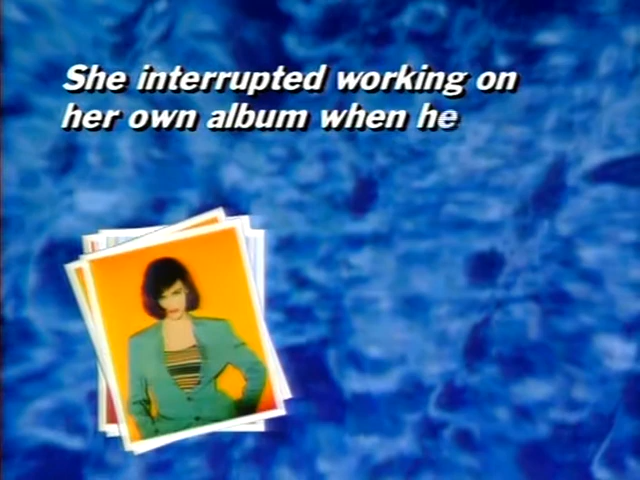 She interrupted working on
her own album when he